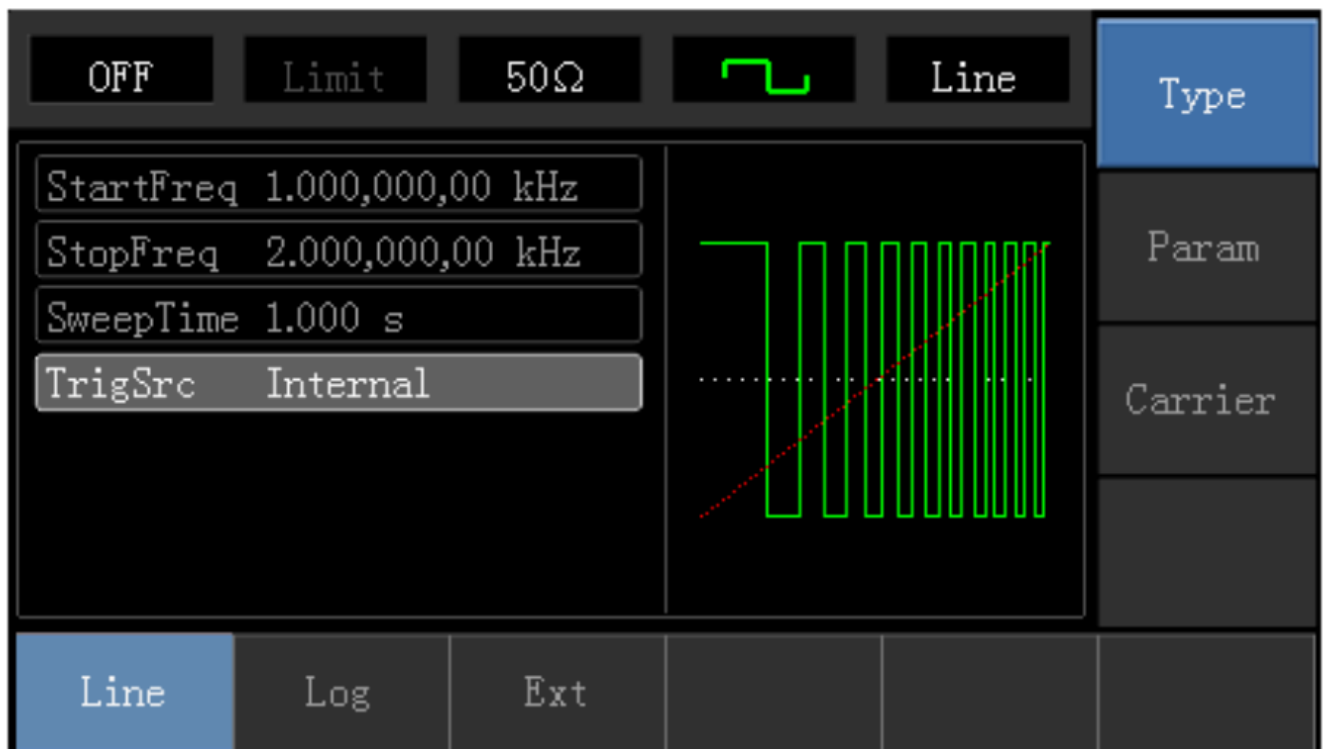 OFF Limit 50Ω Line
Type
StartFreq 1.000,000,00 kHz
StopFreq 2.000,000,00 kHz
Param
SweepTime 1.000 s
TrigSrc Internal
Carrier
Line Log Ext